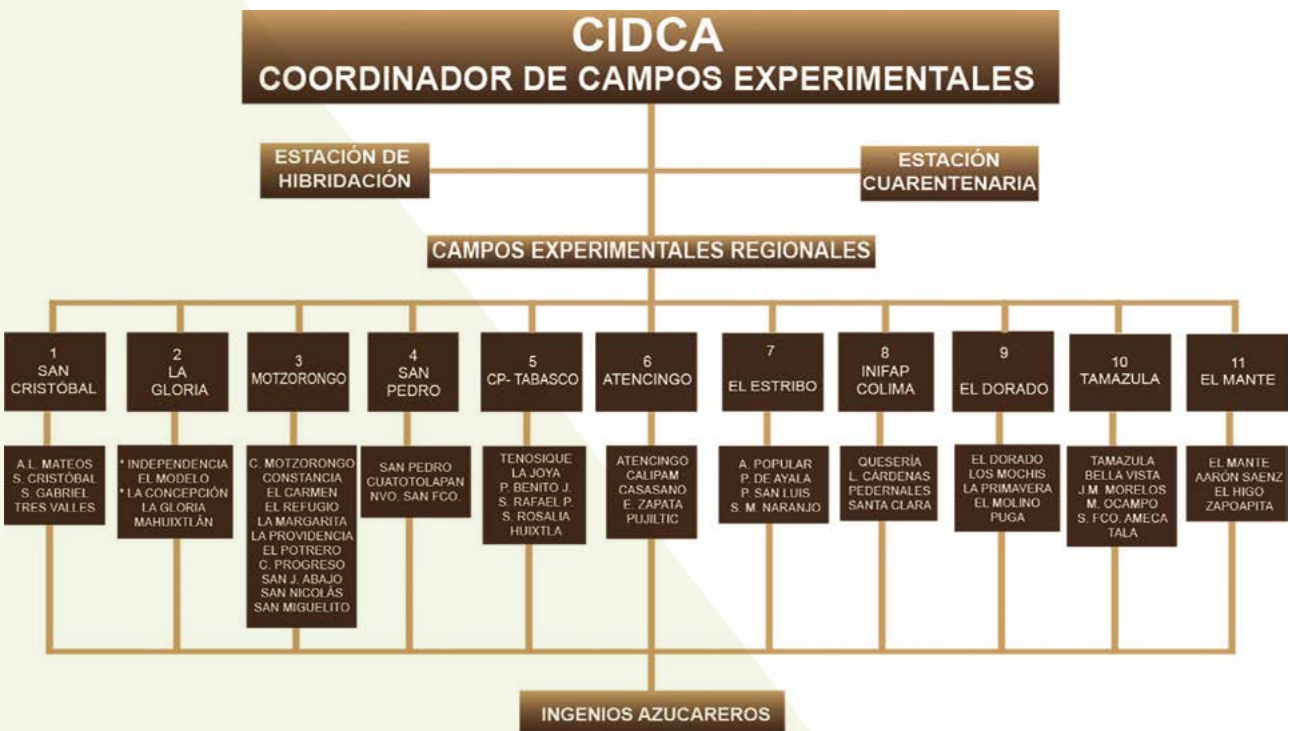 CIDCA
COORDINADOR DE CAMPOS EXPERIMENTALES
ESTACIÓN DE
HIBRIDACIÓN
ESTACIÓN
CUARENTENARIA
CAMPOS EXPERIMENTALES REGIONALES
1
SAN
CRISTÓBAL
2
LA
GLORIA
3
MOTZORONGO
4
SAN
PEDRO
5
CP- TABASCO
6
ATENCINGO
7
EL ESTRIBO
8
INIFAP
COLIMA
9
EL DORADO
10
TAMAZULA
11
EL MANTE
A.L. MATEOS
S. CRISTÓBAL
S. GABRIEL
TRES VALLES
* INDEPENDENCIA
EL MODELO
* LA CONCEPCIÓN
LA GLORIA
MAHUIXTLÁN
C. MOTZORONGO
CONSTANCIA
EL CARMEN
EL REFUGIO
LA MARGARITA
LA PROVIDENCIA
EL POTRERO
C. PROGRESO
SAN J. ABAJO
SAN NICOLÁS
SAN MIGUELITO
SAN PEDRO
CUATOTOLAPAN
NVO. SAN FCO.
TENOSIQUE
LA JOYA
P. BENITO J.
S. RAFAEL P.
S. ROSALIA
HUIXTLA
ATENCINGO
CALIPAM
CASASANO
E. ZAPATA
PUJILTIC
A. POPULAR
P. DE AYALA
P. SAN LUIS
S. M. NARANJO
QUESERÍA
L. CÁRDENAS
PEDERNALES
SANTA CLARA
EL DORADO
LOS MOCHIS
LA PRIMAVERA
EL MOLINO
PUGA
TAMAZULA
BELLA VISTA
J.M. MORELOS
M. OCAMPO
S. FCO. AMECA
TALA
EL MANTE
AARÓN SAENZ
EL HIGO
ZAPOAPITA
INGENIOS AZUCAREROS